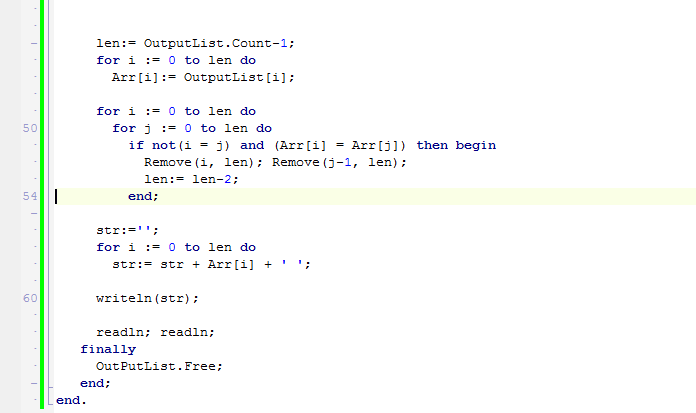 len:= OutputList.Count-1;
for i := 0 to len do
Arr[i]:= OutputList[i];
for i := 0 to len do
50 for j := 0 to len do
if not(i = j) and (Arr[i] = Arr[j]) then begin
Remove(i, len); Remove(j-1, len);
len:= len-2;
54 end;
str:='';
for i := 0 to len do
str:= str + Arr[i] + ' ';
60 writeln(str);
readln; readln;
finally
OutPutList.Free;
end;
end.